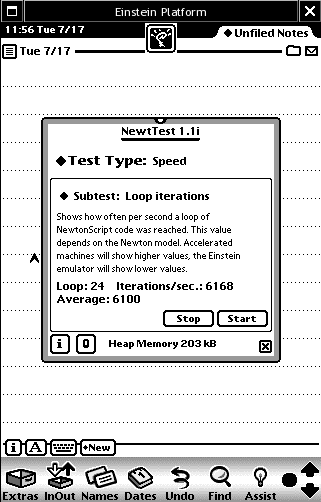 Einstein Platform
11:56 Tue 7/17
◆Unfiled Notes
Tue 7/17
NewtTest 1.1i
◆Test Type: Speed
◆ Subtest: Loop iterations
Shows how often per second a loop of
NewtonScript code was reached. This value
depends on the Newton model. Accelerated
machines will show higher values, the Einstein
emulator will show lower values.
Loop: 24 Iterations/sec.: 6168
Average: 6100
Stop Start
i 0 Heap Memory 203 kB
i A ◆New
Extras InOut Names Dates Undo Find Assist